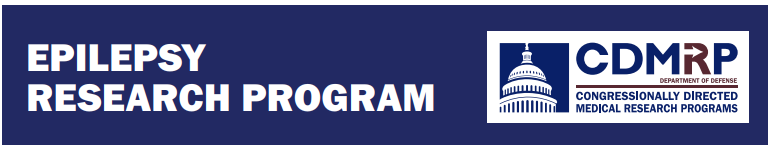 EPILEPSY
RESEARCH PROGRAM
CDMRP
DEPARTMENT OF DEFENSE
CONGRESSIONALLY DIRECTED
MEDICAL RESEARCH PROGRAMS